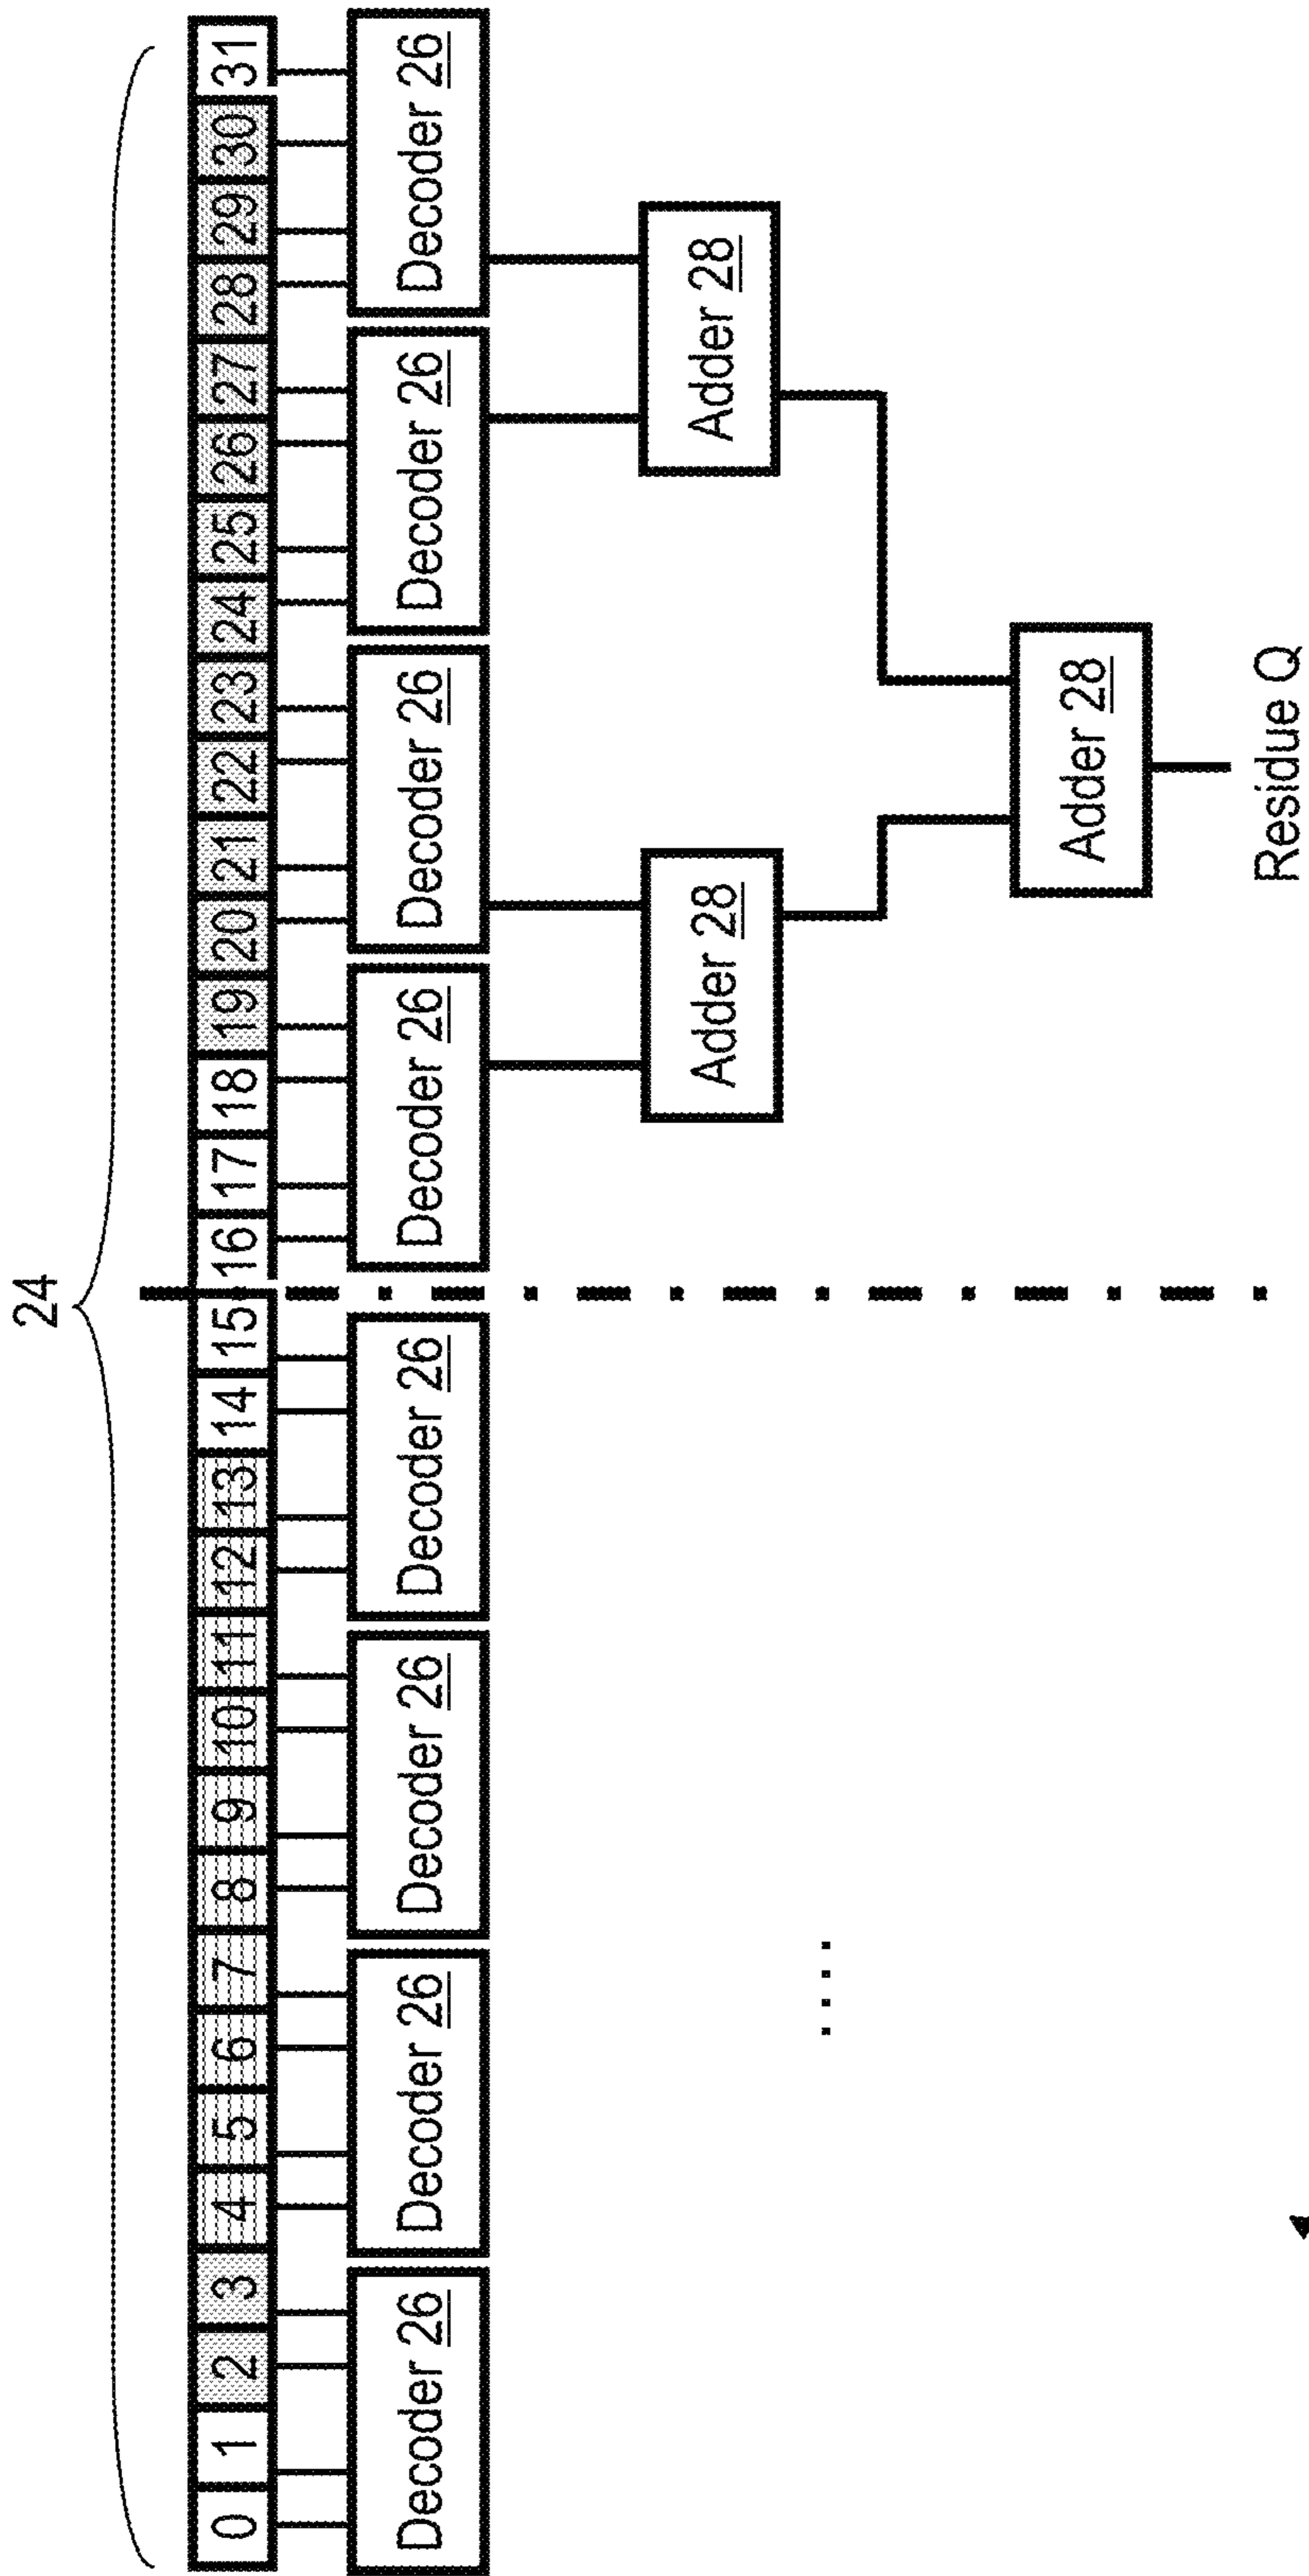 24
0 1 2 3 4 5 6 7 8 9 10 11 12 13 14 15 16 17 18 19 20 21 22 23 24 25 26 27 28 29 30 31
Decoder 26 Decoder 26 Decoder 26 Decoder 26 Decoder 26 Decoder 26 Decoder 26 Decoder 26
Adder 28 Adder 28
....
Adder 28
Residue Q